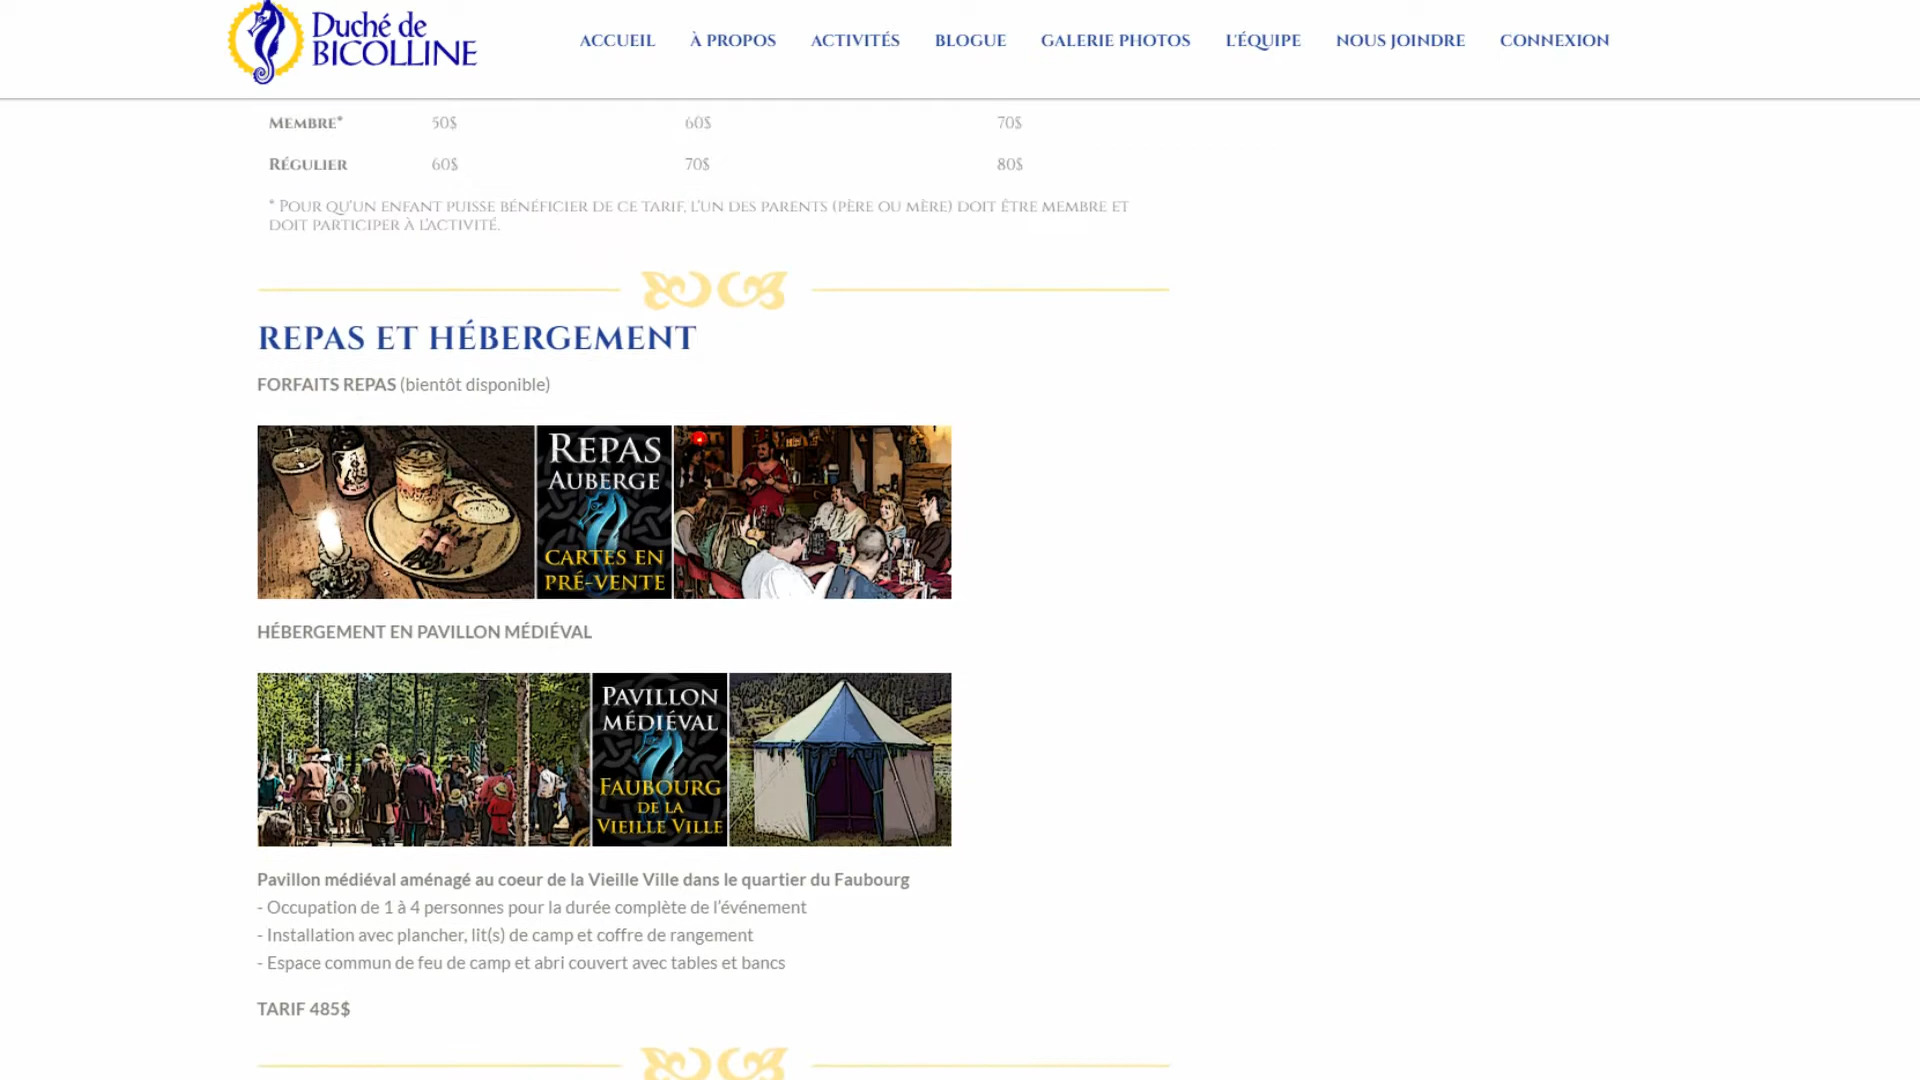 Duché de
BICOLLINE
ACCUEIL À PROPOS ACTIVITÉS BLOGUE GALERIE PHOTOS L'ÉQUIPE NOUS JOINDRE CONNEXION
MEMBRE* 50$ 60$ 70$
RÉGULIER 60$ 70$ 80$
* POUR QU'UN ENFANT PUISSE BÉNÉFICIER DE CE TARIF, L'UN DES PARENTS (PÈRE OU MÈRE) DOIT ÊTRE MEMBRE ET
DOIT PARTICIPER À L'ACTIVITÉ.
REPAS ET HÉBERGEMENT
FORFAITS REPAS (bientôt disponible)
REPAS
AUBERGE
CARTES EN
PRÉ-VENTE
HÉBERGEMENT EN PAVILLON MÉDIÉVAL
PAVILLON
MÉDIÉVAL
FAUBOURG
DE LA
VIEILLE VILLE
Pavillon médiéval aménagé au coeur de la Vieille Ville dans le quartier du Faubourg
- Occupation de 1 à 4 personnes pour la durée complète de l'événement
- Installation avec plancher, lit(s) de camp et coffre de rangement
- Espace commun de feu de camp et abri couvert avec tables et bancs
TARIF 485$